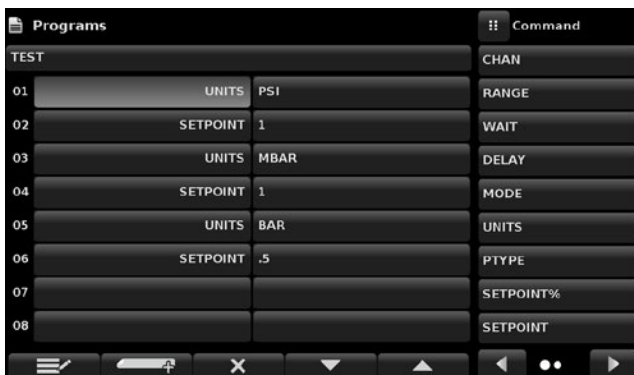 Programs
TEST
01 UNITS PSI
02 SETPOINT 1
03 UNITS MBAR
04 SETPOINT 1
05 UNITS BAR
06 SETPOINT .5
07
08
Command
CHAN
RANGE
WAIT
DELAY
MODE
UNITS
PTYPE
SETPOINT%
SETPOINT